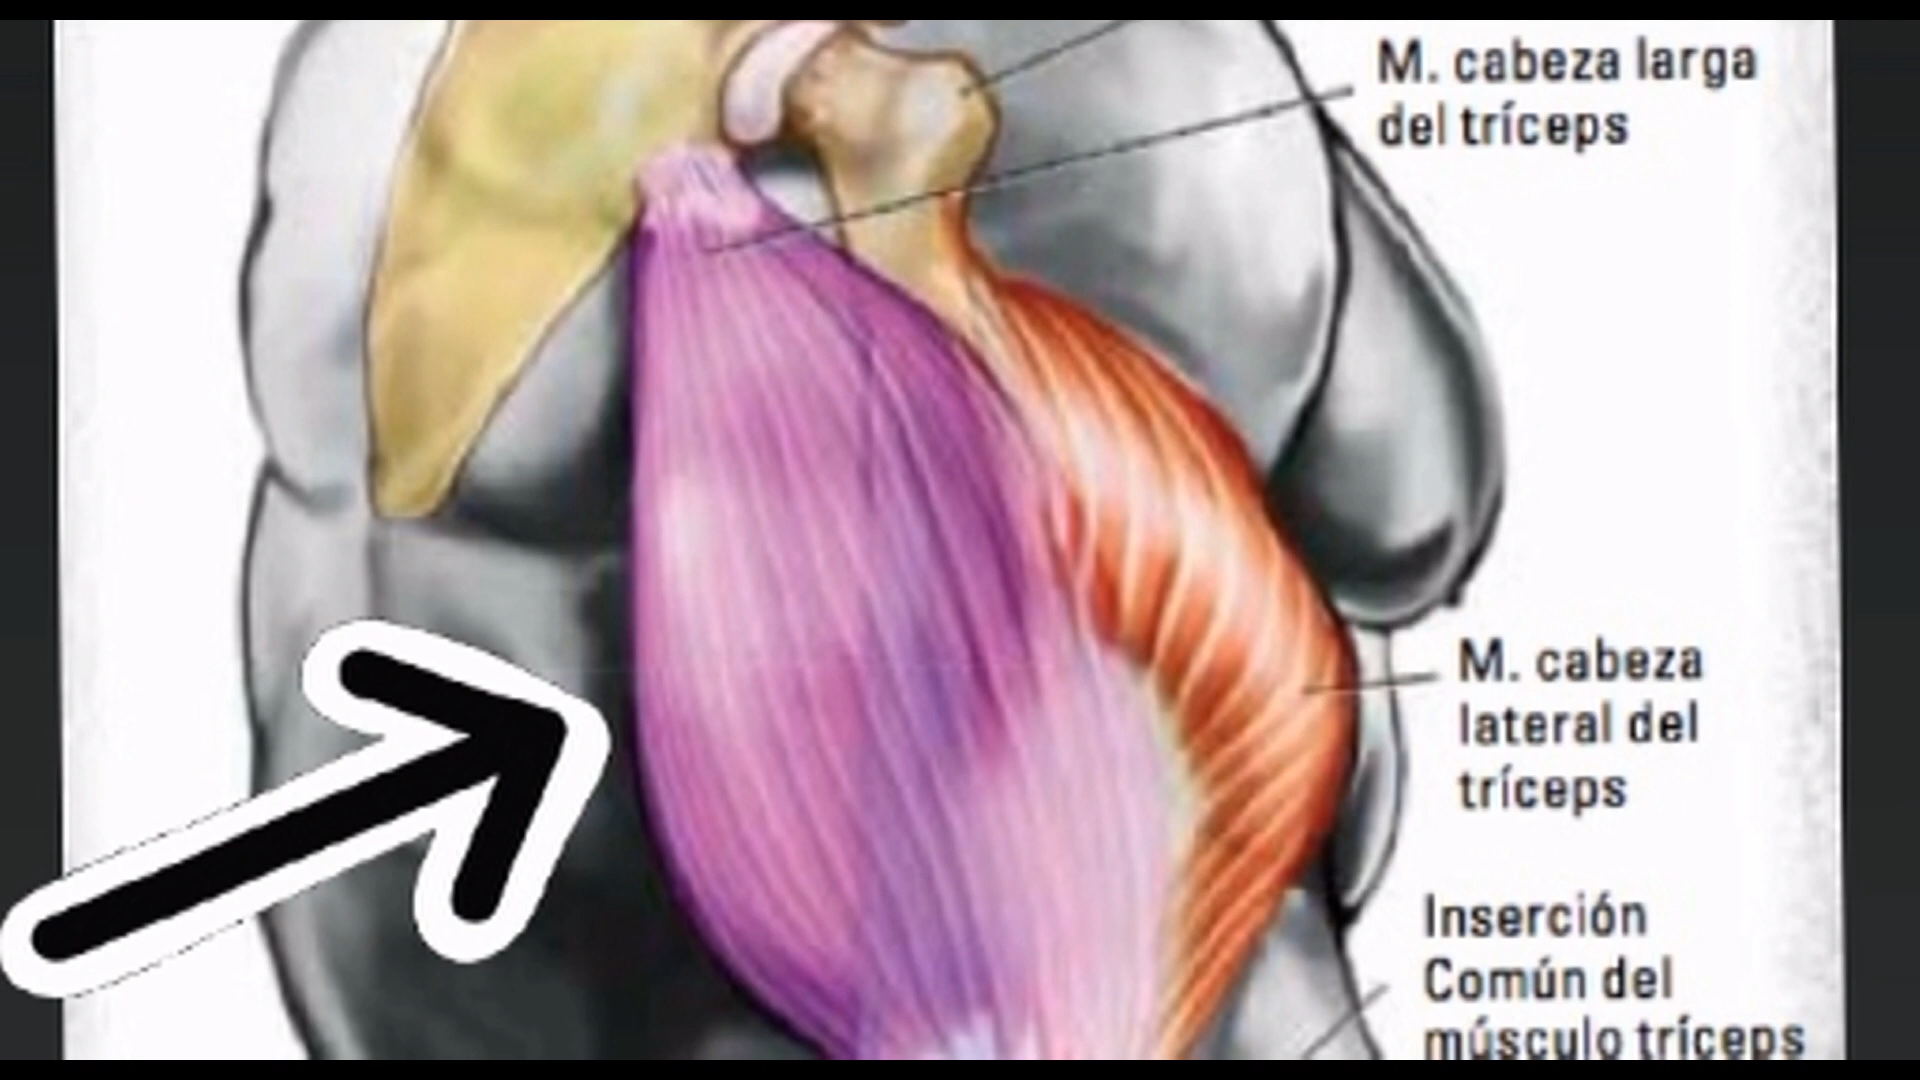 M. cabeza larga
del tríceps
M. cabeza
lateral del
tríceps
Inserción
Común del
músculo tríceps